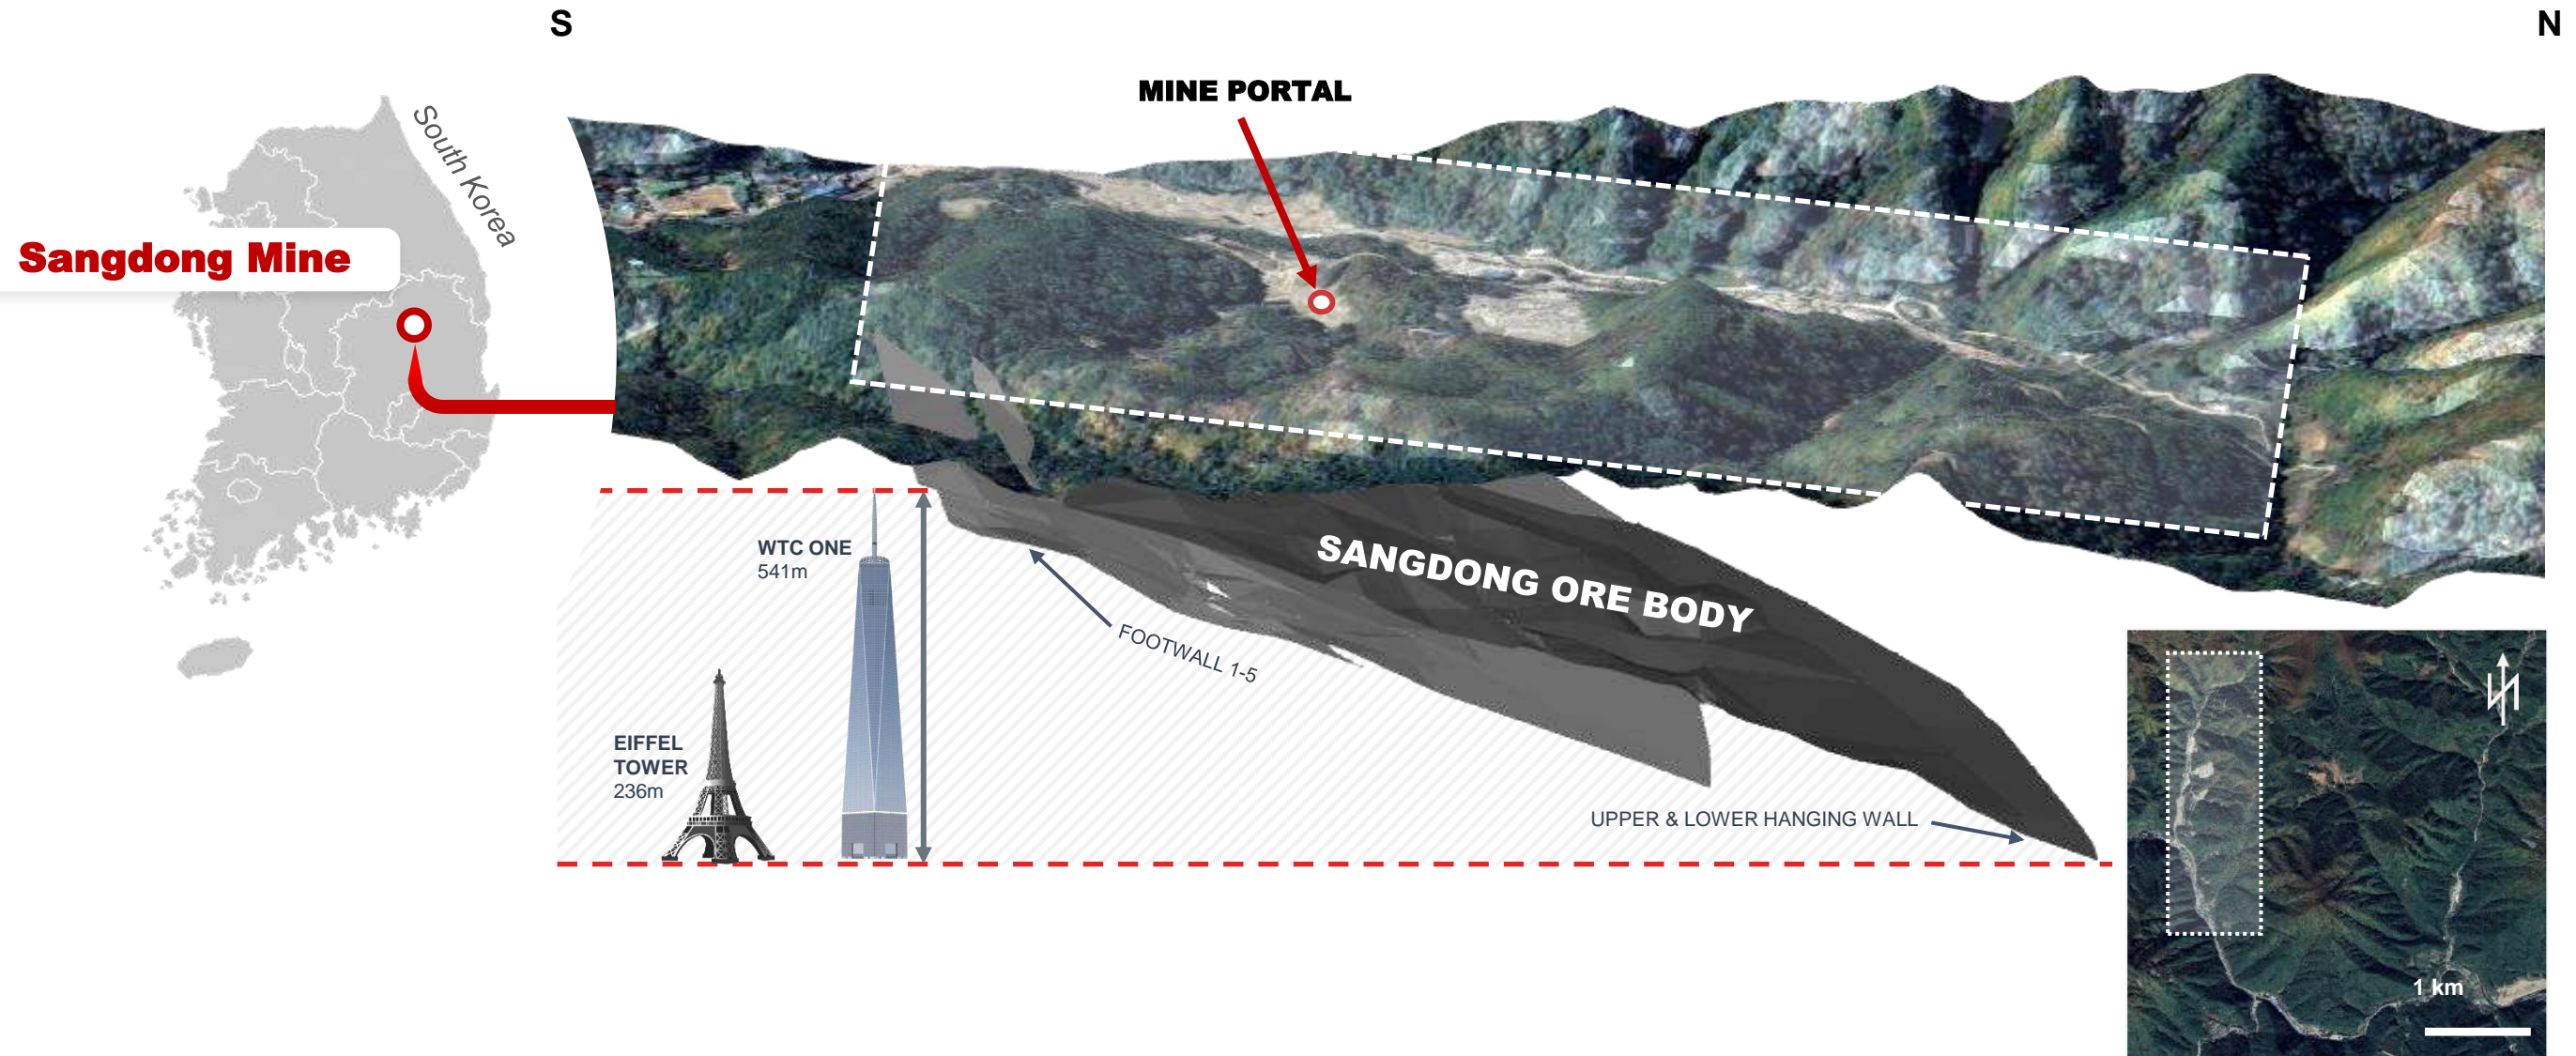 S
N
MINE PORTAL
South Korea
Sangdong Mine
SANGDONG ORE BODY
WTC ONE
541m
FOOTWALL 1-5
EIFFEL
TOWER
236m
UPPER & LOWER HANGING WALL
N
1 km